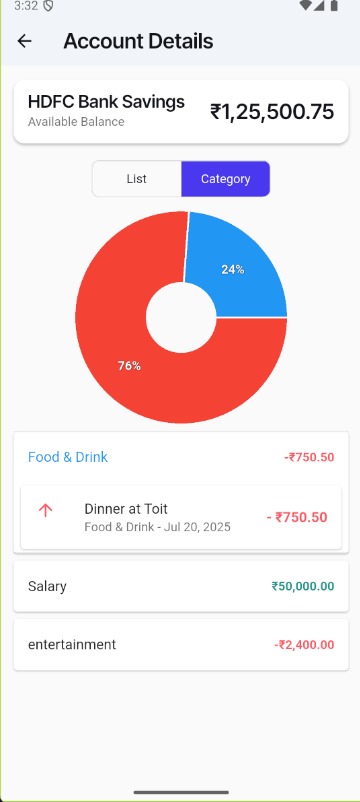 3:32
Account Details
HDFC Bank Savings
₹1,25,500.75
Available Balance
List
Category
24%
76%
Food & Drink
-₹750.50
Dinner at Toit
- ₹750.50
Food & Drink - Jul 20, 2025
Salary
₹50,000.00
entertainment
-₹2,400.00